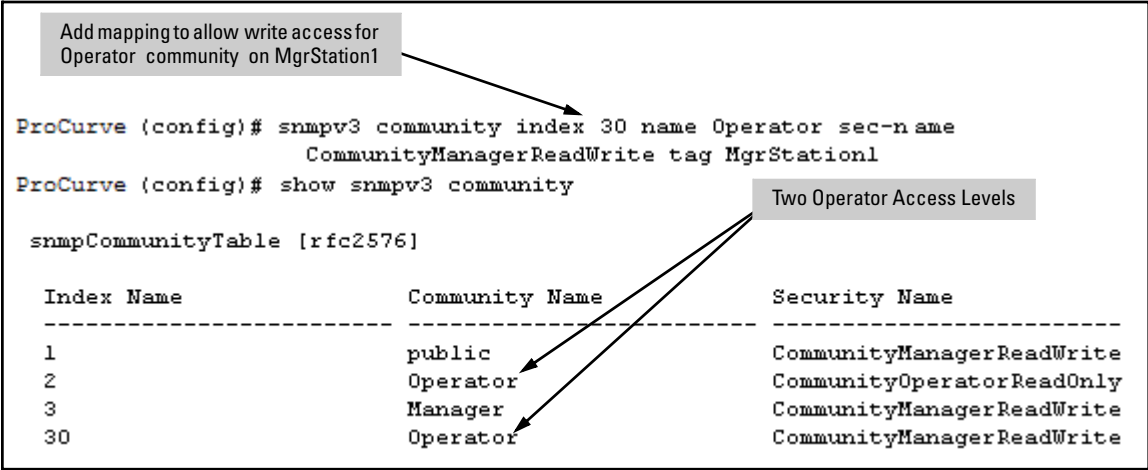 Add mapping to allow write access for
Operator community on MgrStation1
ProCurve (config)# snmpv3 community index 30 name Operator sec-name
CommunityManagerReadWrite tag MgrStation1
ProCurve (config)# show snmpv3 community
Two Operator Access Levels
snmpCommunityTable [rfc2576]
Index Name Community Name Security Name
------------------------- ------------------------- -------------------------
1 public CommunityManagerReadWrite
2 Operator CommunityOperatorReadOnly
3 Manager CommunityManagerReadWrite
30 Operator CommunityManagerReadWrite